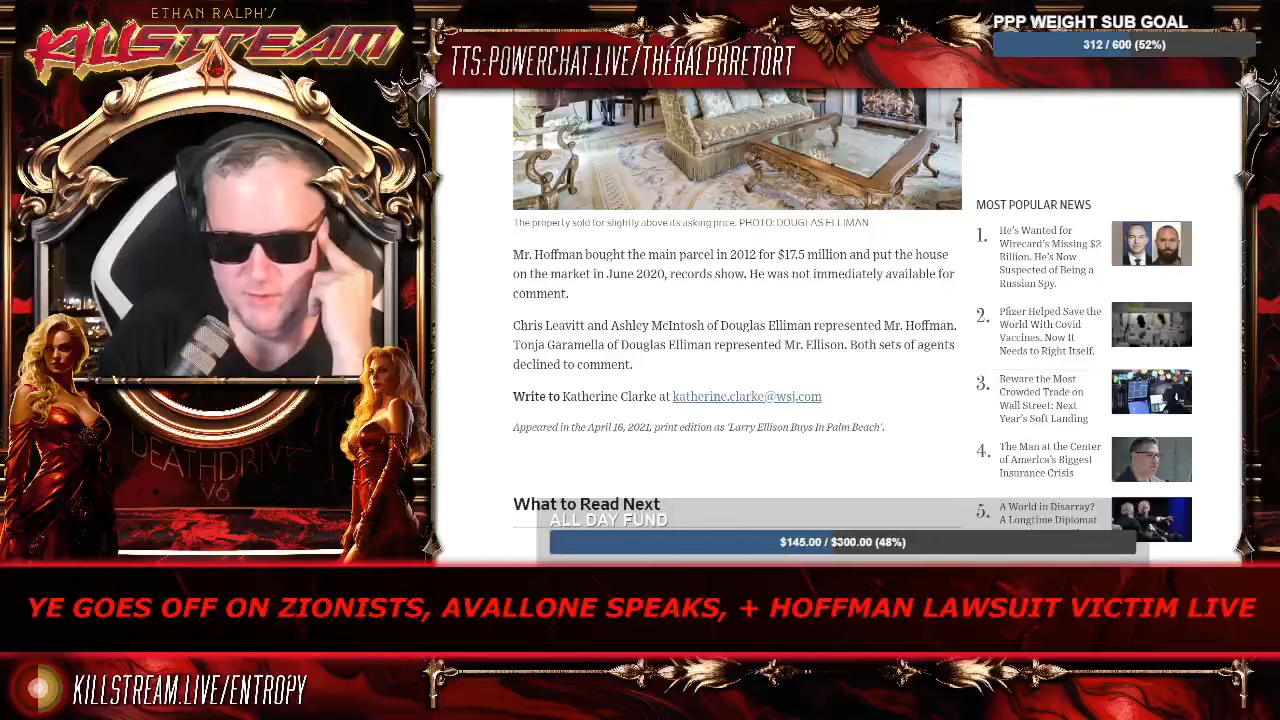 ETHAN RALPH'S
KILLSTREAM
TTS:POWERCHAT.LIVE/THERALPHRETORT
PPP WEIGHT SUB GOAL
312 / 600 (52%)
The property sold for slightly above its asking price. PHOTO: DOUGLAS ELLIMAN
Mr. Hoffman bought the main parcel in 2012 for $17.5 million and put the house
on the market in June 2020, records show. He was not immediately available for
comment.
Chris Leavitt and Ashley McIntosh of Douglas Elliman represented Mr. Hoffman.
Tonja Garamella of Douglas Elliman represented Mr. Ellison. Both sets of agents
declined to comment.
Write to Katherine Clarke at katherine.clarke@wsj.com
Appeared in the April 16, 2021, print edition as 'Larry Ellison Buys In Palm Beach'.
What to Read Next
MOST POPULAR NEWS
1. He's Wanted for
Wirecard's Missing $2
Billion. He's Now
Suspected of Being a
Russian Spy.
2. Pfizer Helped Save the
World With Covid
Vaccines. Now It
Needs to Right Itself.
3. Beware the Most
Crowded Trade on
Wall Street: Next
Year's Soft Landing
4. The Man at the Center
of America's Biggest
Insurance Crisis
5. A World in Disarray?
A Longtime Diplomat
ALL DAY FUND
$145.00 / $300.00 (48%)
DEATHDRIVE
V6
YE GOES OFF ON ZIONISTS, AVALLONE SPEAKS, + HOFFMAN LAWSUIT VICTIM LIVE
KILLSTREAM.LIVE/ENTROPY